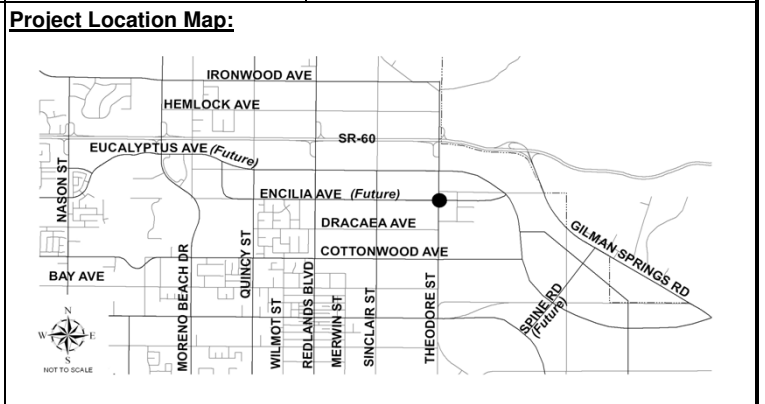 Project Location Map:
IRONWOOD AVE
HEMLOCK AVE
SR-60
EUCALYPTUS AVE (Future)
NASON ST
ENCILIA AVE (Future)
DRACAEA AVE
GILMAN SPRINGS RD
COTTONWOOD AVE
BAY AVE
MORENO BEACH DR
QUINCY ST
WILMOT ST
REDLANDS BLVD
MERWIN ST
SINCLAIR ST
THEODORE ST
SPINE RD
(Future)
N
W E
S
NOT TO SCALE